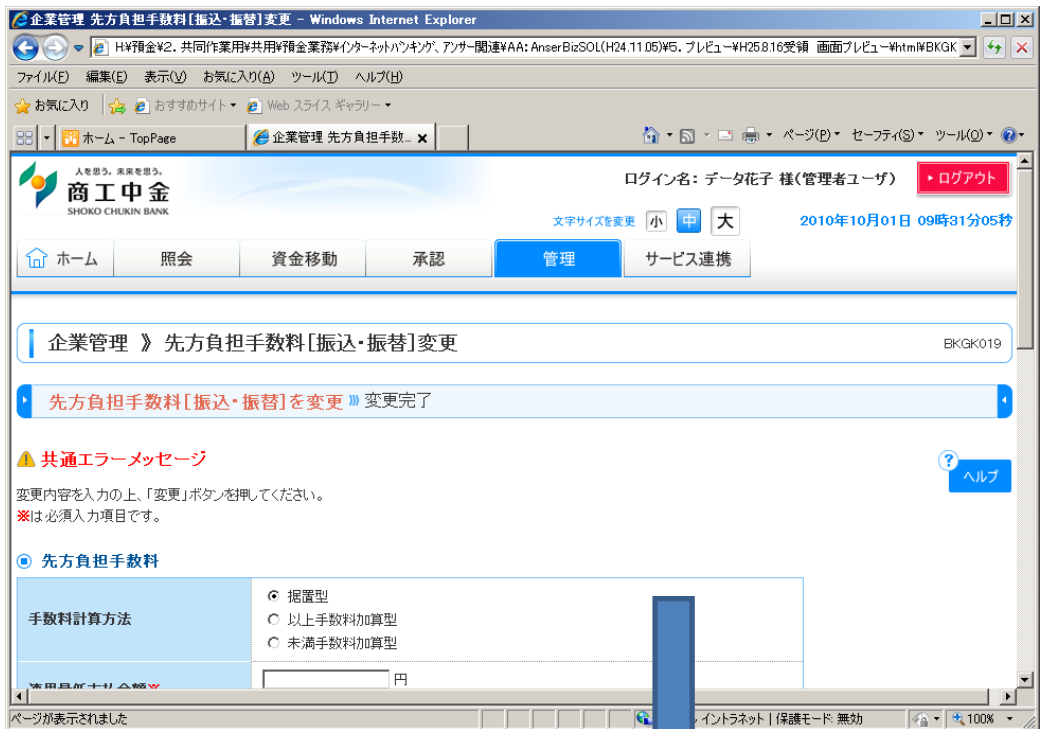 企業管理 先方負担手数料[振込・振替]変更 - Windows Internet Explorer
H:¥預金¥2. 共同作業用¥共用¥預金業務¥インターネットバンキング、アンサー関連¥AA: AnserBizSOL(H24.11.05)¥5. プレビュー¥H25.8.16受領 画面プレビュー¥html¥BKGK
ファイル(F) 編集(E) 表示(V) お気に入り(A) ツール(T) ヘルプ(H)
お気に入り おすすめサイト Web スライス ギャラリー
ホーム - TopPage 企業管理 先方負担手数... ページ(P) セーフティ(S) ツール(O)
人を思う。未来を思う。
商工中金
SHOKO CHUKIN BANK
ログイン名：データ花子 様(管理者ユーザ) ログアウト
文字サイズを変更 小 中 大 2010年10月01日 09時31分05秒
ホーム 照会 資金移動 承認 管理 サービス連携
企業管理 》 先方負担手数料[振込・振替]変更 BKGK019
先方負担手数料[振込・振替]を変更 》 変更完了
共通エラーメッセージ
ヘルプ
変更内容を入力の上、「変更」ボタンを押してください。
※は必須入力項目です。
先方負担手数料
手数料計算方法
据置型
以上手数料加算型
未満手数料加算型
円
ページが表示されました イントラネット | 保護モード: 無効 100%